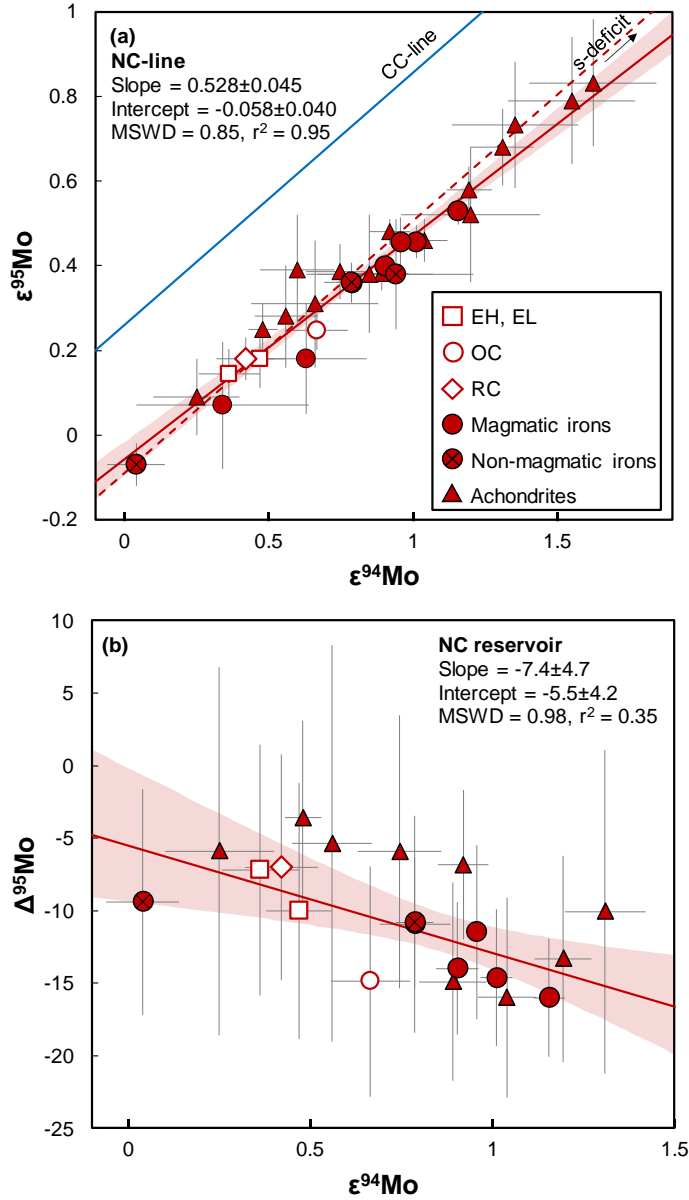 (a)
NC-line
Slope = 0.528±0.045
Intercept = -0.058±0.040
MSWD = 0.85, r² = 0.95
CC-line
s-deficit
1
0.8
0.6
0.4
0.2
0
-0.2
ε⁹⁵Mo
EH, EL
OC
RC
Magmatic irons
Non-magmatic irons
Achondrites
0
0.5
1
1.5
ε⁹⁴Mo
(b)
NC reservoir
Slope = -7.4±4.7
Intercept = -5.5±4.2
MSWD = 0.98, r² = 0.35
10
5
0
-5
-10
-15
-20
-25
Δ⁹⁵Mo
0
0.5
1
1.5
ε⁹⁴Mo